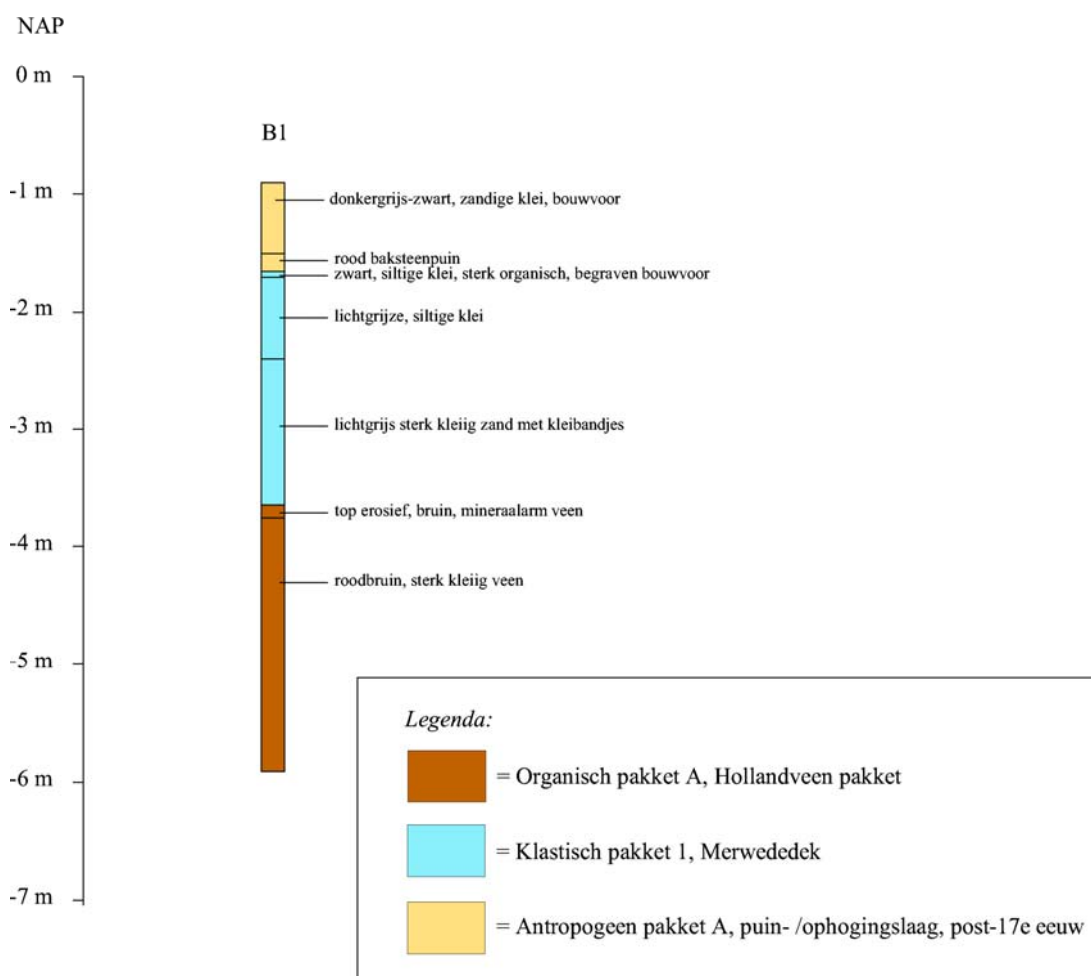 NAP
0 m
B1
-1 m
donkergrijs-zwart, zandige klei, bouwvoor
rood baksteenpuin
zwart, siltige klei, sterk organisch, begraven bouwvoor
-2 m
lichtgrijze, siltige klei
-3 m
lichtgrijs sterk kleiig zand met kleibandjes
top erosief, bruin, mineraalarm veen
-4 m
roodbruin, sterk kleiig veen
-5 m
-6 m
-7 m
Legenda:
= Organisch pakket A, Hollandveen pakket
= Klastisch pakket 1, Merwededek
= Antropogeen pakket A, puin- /ophogingslaag, post-17e eeuw